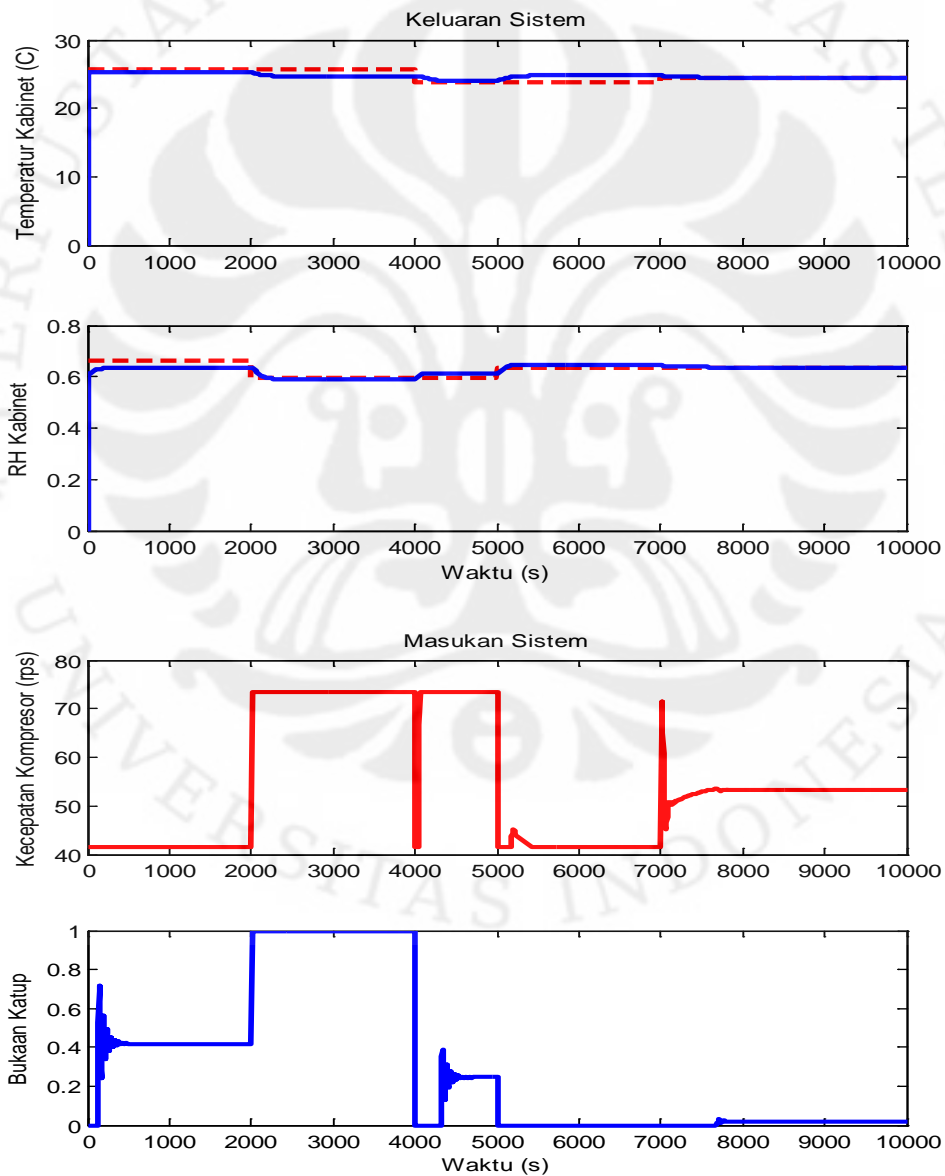 Keluaran Sistem
Temperatur Kabinet (C)
30
20
10
0
0 1000 2000 3000 4000 5000 6000 7000 8000 9000 10000
RH Kabinet
0.8
0.6
0.4
0.2
0
0 1000 2000 3000 4000 5000 6000 7000 8000 9000 10000
Waktu (s)
Masukan Sistem
Kecepatan Kompresor (rps)
80
70
60
50
40
0 1000 2000 3000 4000 5000 6000 7000 8000 9000 10000
Bukaan Katup
1
0.8
0.6
0.4
0.2
0
0 1000 2000 3000 4000 5000 6000 7000 8000 9000 10000
Waktu (s)
UNIVERSITAS INDONESIA